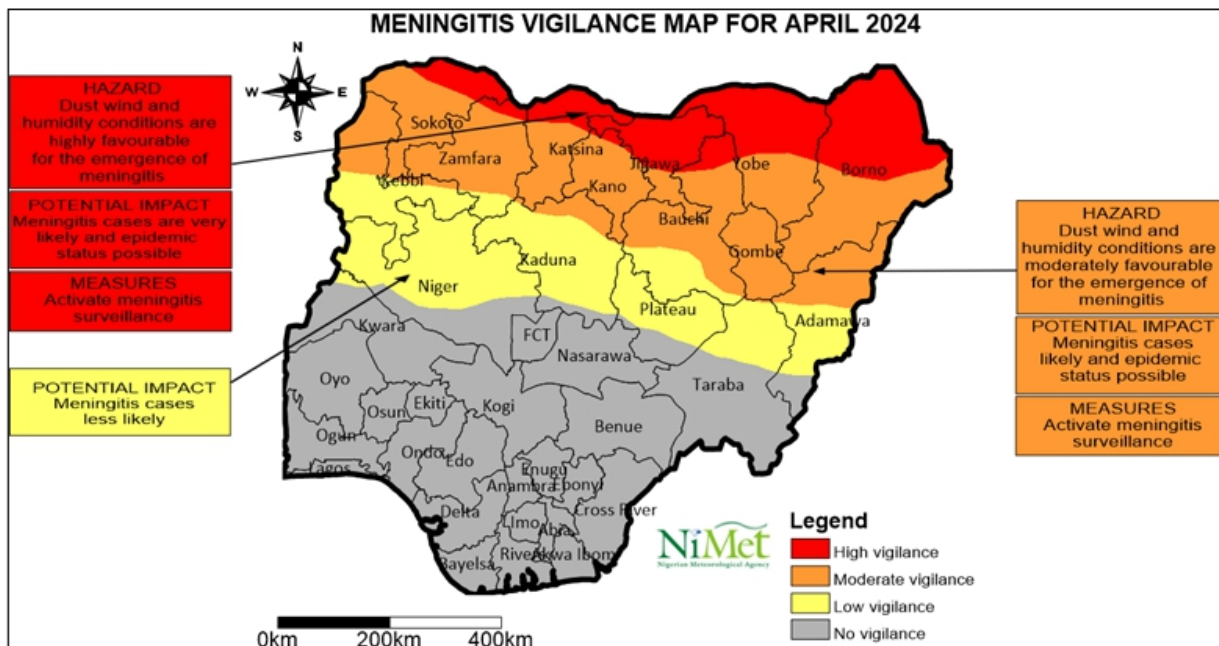 MENINGITIS VIGILANCE MAP FOR APRIL 2024
N
W E
S
HAZARD
Dust wind and
humidity conditions are
highly favourable
for the emergence of
meningitis
POTENTIAL IMPACT
Meningitis cases are very
likely and epidemic
status possible
MEASURES
Activate meningitis
surveillance
POTENTIAL IMPACT
Meningitis cases
less likely
Sokoto
Zamfara
Katsina
Jigawa
Yobe
Borno
Kebbi
Kano
Bauchi
Gombe
Kaduna
Niger
Plateau
Adamawa
Kwara
FCT
Nasarawa
Taraba
Oyo
Osun
Ekiti
Kogi
Benue
Ogun
Lagos
Ondo
Edo
Enugu
Anambra
Ebonyi
Cross River
Delta
Imo
Abia
Bayelsa
Rive
Akwa Ibom
HAZARD
Dust wind and
humidity conditions are
moderately favourable
for the emergence of
meningitis
POTENTIAL IMPACT
Meningitis cases
likely and epidemic
status possible
MEASURES
Activate meningitis
surveillance
NiMet
Nigerian Meteorological Agency
Legend
High vigilance
Moderate vigilance
Low vigilance
No vigilance
0km 200km 400km